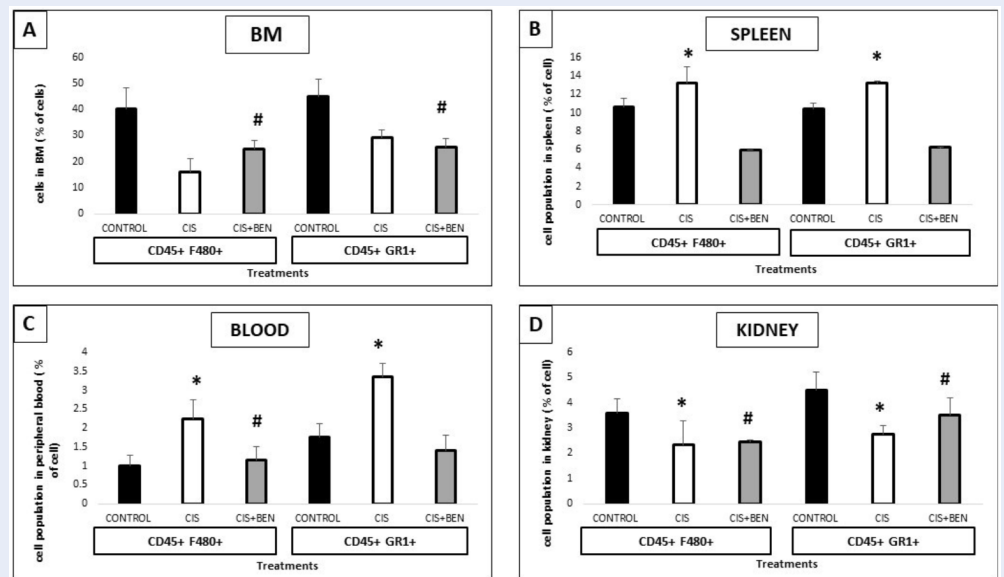 A
BM
cells in BM ( % of cells)
60
50
40
30
20
10
0
#
#
CONTROL CIS CIS+BEN CONTROL CIS CIS+BEN
CD45+ F480+ CD45+ GR1+
Treatments
B
SPLEEN
cell population in spleen ( % of cell)
16
14
12
10
8
6
4
2
0
*
*
CONTROL CIS CIS+BEN CONTROL CIS CIS+BEN
CD45+ F480+ CD45+ GR1+
Treatments
C
BLOOD
cell population in peripheral blood ( %
of cell)
4
3.5
3
2.5
2
1.5
1
0.5
0
*
#
*
CONTROL CIS CIS+BEN CONTROL CIS CIS+BEN
CD45+ F480+ CD45+ GR1+
Treatments
D
KIDNEY
cell population in kidney ( % of cell)
6
5
4
3
2
1
0
*
#
*
#
CONTROL CIS CIS+BEN CONTROL CIS CIS+BEN
CD45+ F480+ CD45+ GR1+
Treatments